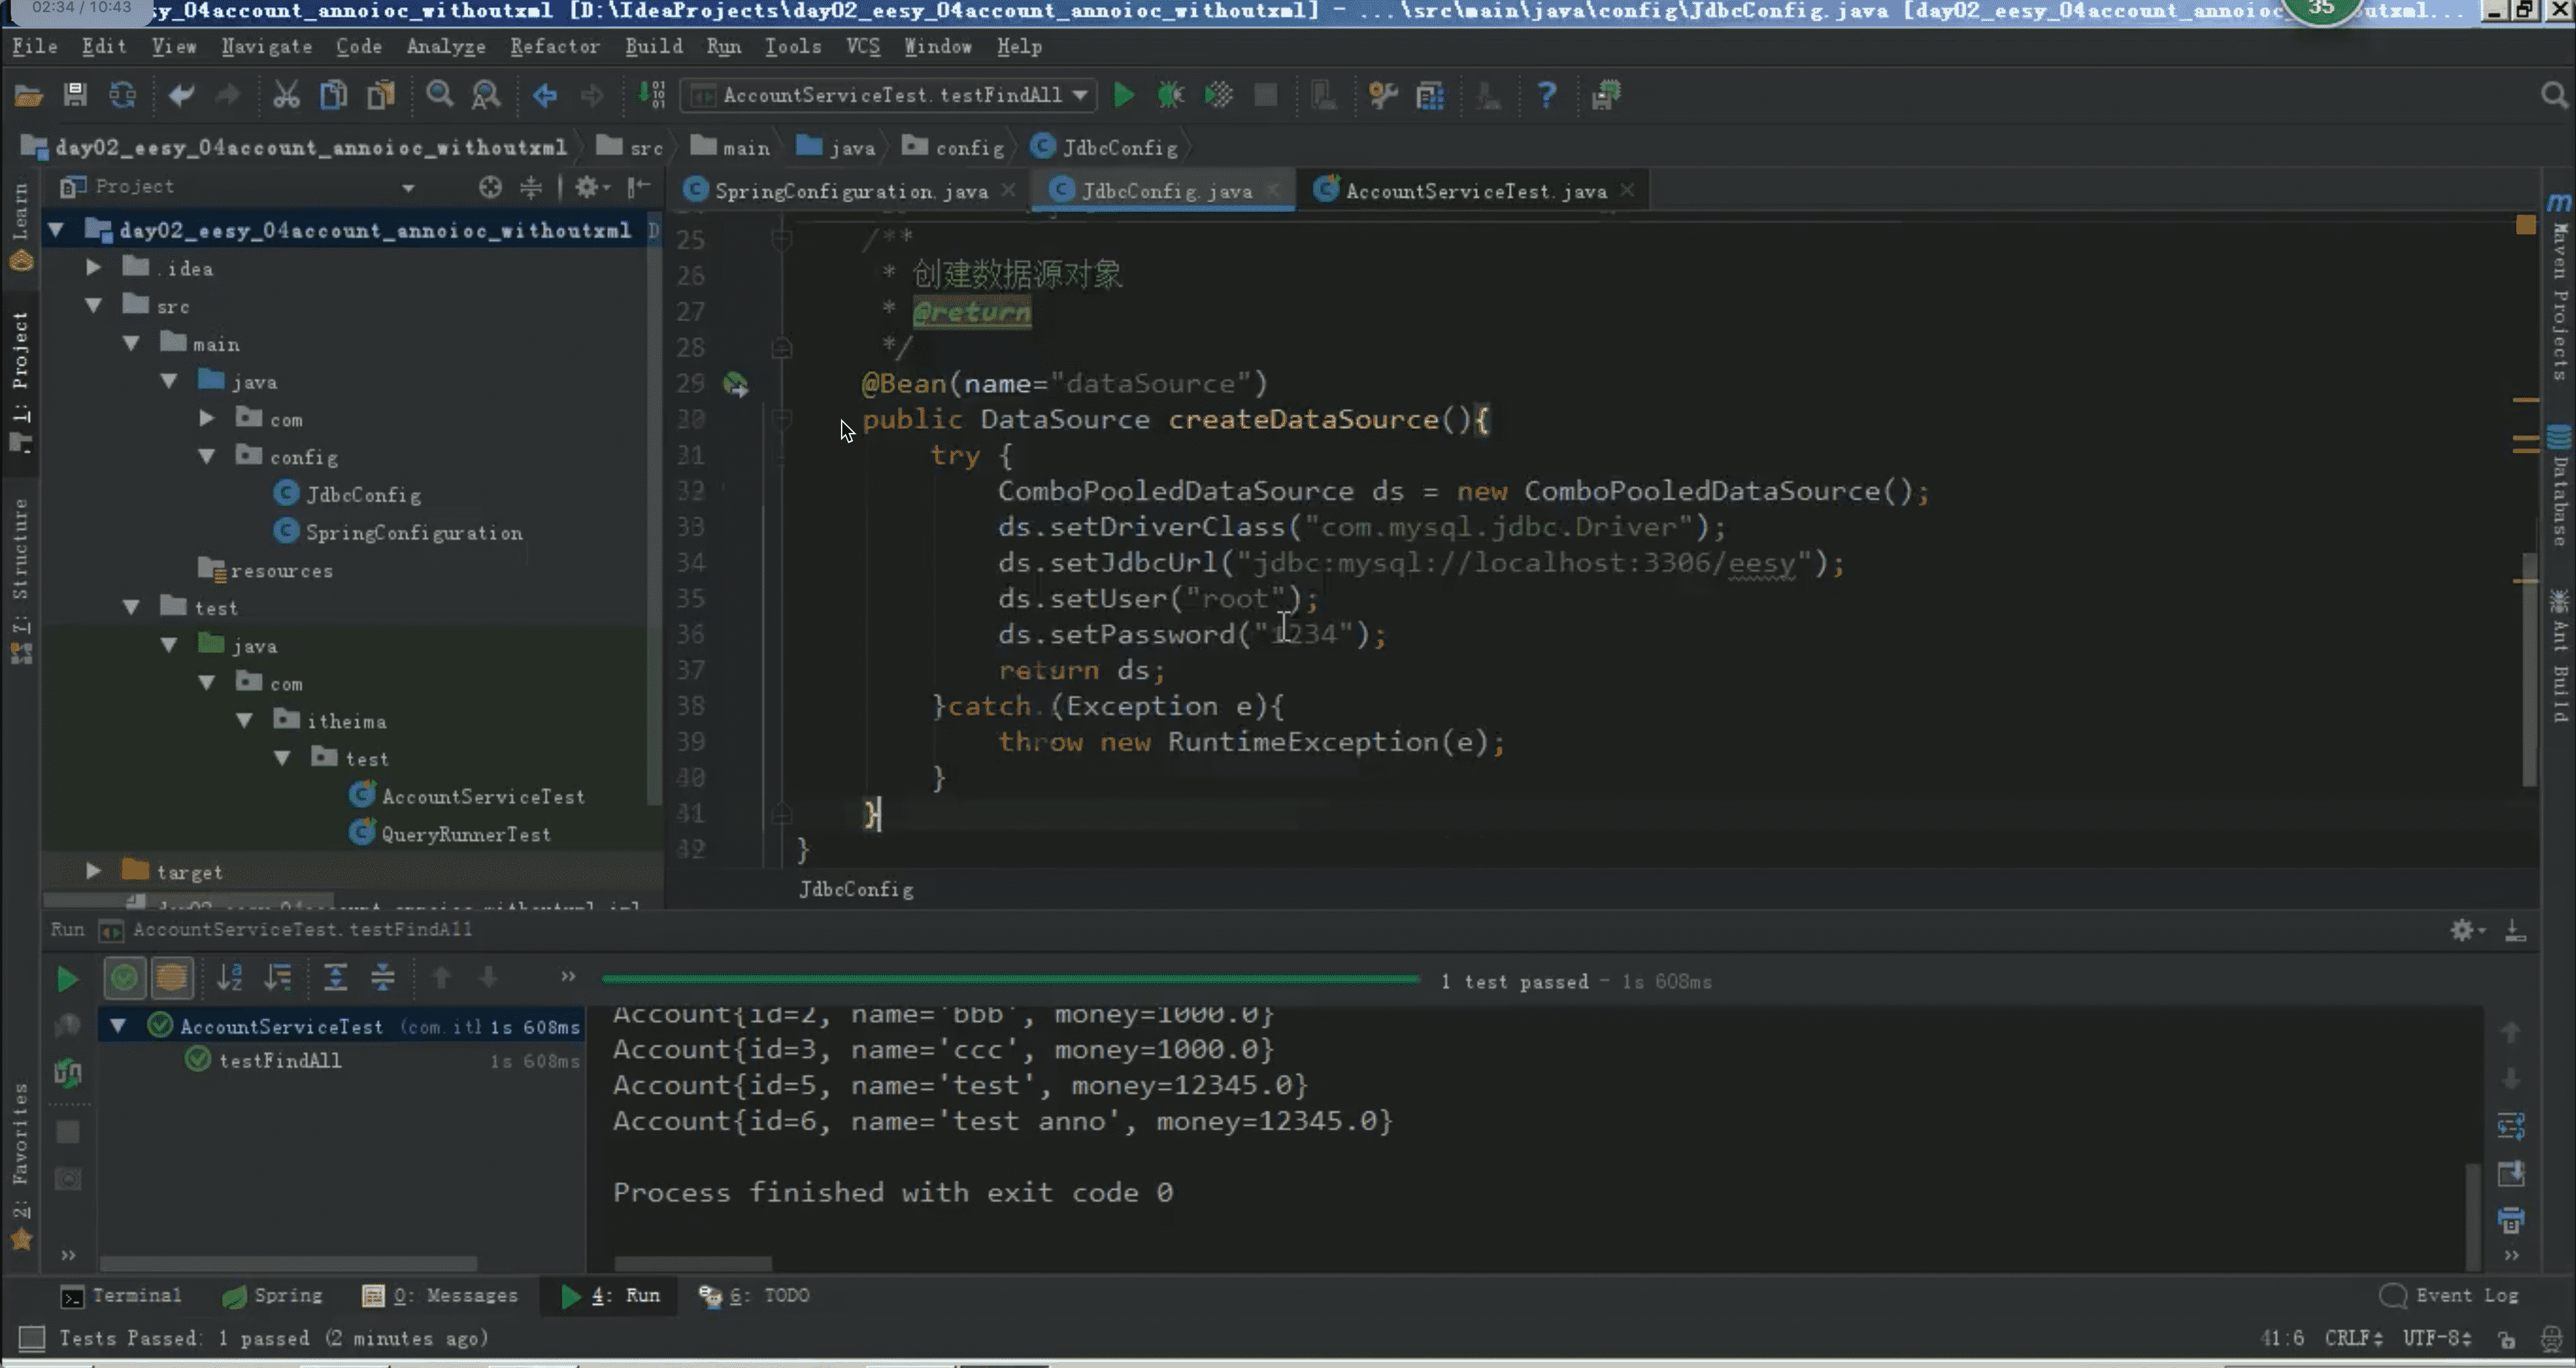 02:34 / 10:43
sy_04account_annoioc_withoutxml [D:\IdeaProjects\day02_eesy_04account_annoioc_withoutxml] - ...\src\main\java\config\JdbcConfig.java [day02_eesy_04account_annoioc_
outxml...
35
File Edit View Navigate Code Analyze Refactor Build Run Tools VCS Window Help
AccountServiceTest.testFindAll
day02_eesy_04account_annoioc_withoutxml src main java config JdbcConfig
Project
SpringConfiguration.java JdbcConfig.java AccountServiceTest.java
Learn
1: Project
7: Structure
2: Favorites
day02_eesy_04account_annoioc_withoutxml D
.idea
src
main
java
com
config
JdbcConfig
SpringConfiguration
resources
test
java
com
itheima
test
AccountServiceTest
QueryRunnerTest
target
25 /**
26 * 创建数据源对象
27 * @return
28 */
29 @Bean(name="dataSource")
30 public DataSource createDataSource(){
31 try {
32 ComboPooledDataSource ds = new ComboPooledDataSource();
33 ds.setDriverClass("com.mysql.jdbc.Driver");
34 ds.setJdbcUrl("jdbc:mysql://localhost:3306/eesy");
35 ds.setUser("root");
36 ds.setPassword("1234");
37 return ds;
38 }catch (Exception e){
39 throw new RuntimeException(e);
40 }
41 }
42 }
JdbcConfig
m Maven Projects
Database
Ant Build
Run AccountServiceTest.testFindAll
1 test passed - 1s 608ms
AccountServiceTest (com.itl 1s 608ms
testFindAll 1s 608ms
Account{id=2, name='bbb', money=1000.0}
Account{id=3, name='ccc', money=1000.0}
Account{id=5, name='test', money=12345.0}
Account{id=6, name='test anno', money=12345.0}
Process finished with exit code 0
Terminal Spring 0: Messages 4: Run 6: TODO
Event Log
Tests Passed: 1 passed (2 minutes ago)
41:6 CRLF UTF-8